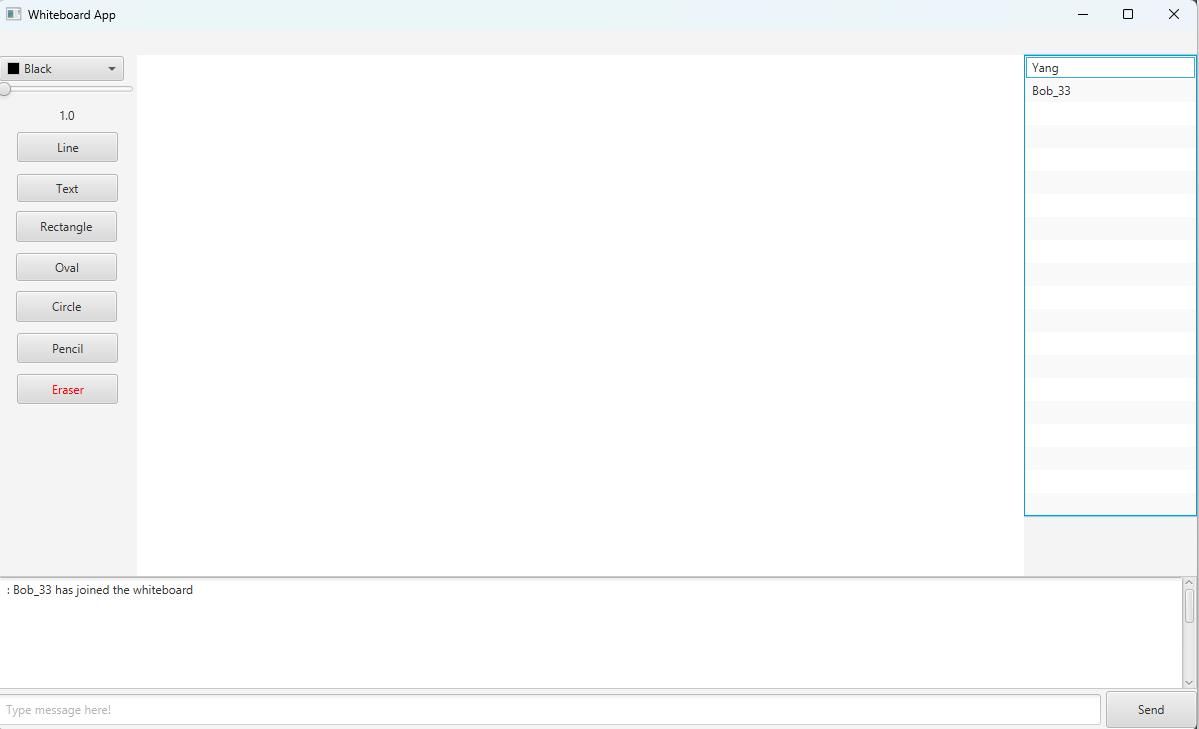 Whiteboard App
Black
1.0
Line
Text
Rectangle
Oval
Circle
Pencil
Eraser
Yang
Bob_33
: Bob_33 has joined the whiteboard
Type message here!
Send